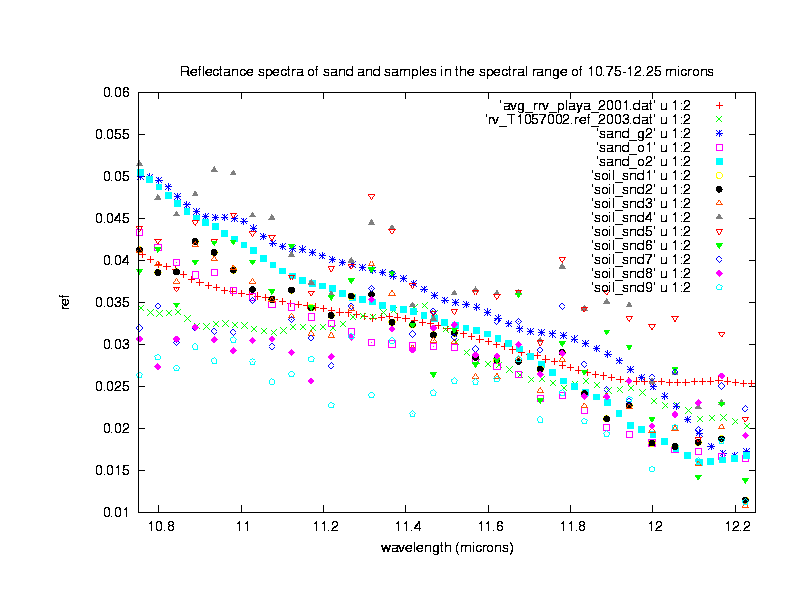 Reflectance spectra of sand and samples in the spectral range of 10.75-12.25 microns
0.06
0.055
0.05
0.045
0.04
0.035
0.03
0.025
0.02
0.015
0.01
ref
'avg_rrv_playa_2001.dat' u 1:2
'rv_T1057002.ref_2003.dat' u 1:2
'sand_g2' u 1:2
'sand_o1' u 1:2
'sand_o2' u 1:2
'soil_snd1' u 1:2
'soil_snd2' u 1:2
'soil_snd3' u 1:2
'soil_snd4' u 1:2
'soil_snd5' u 1:2
'soil_snd6' u 1:2
'soil_snd7' u 1:2
'soil_snd8' u 1:2
'soil_snd9' u 1:2
10.8 11 11.2 11.4 11.6 11.8 12 12.2
wavelength (microns)